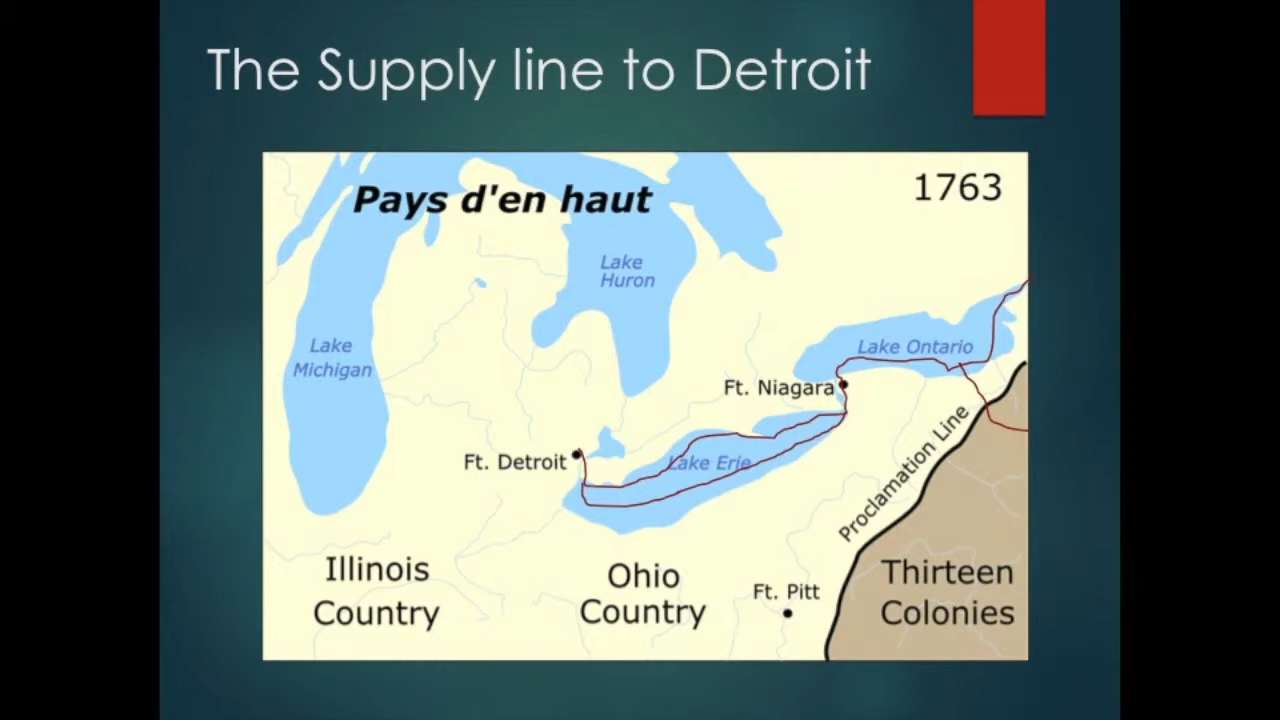 The Supply line to Detroit
Pays d'en haut
1763
Lake
Huron
Lake
Michigan
Lake Ontario
Ft. Niagara
Ft. Detroit
Lake Erie
Proclamation Line
Illinois
Country
Ohio
Country
Ft. Pitt
Thirteen
Colonies